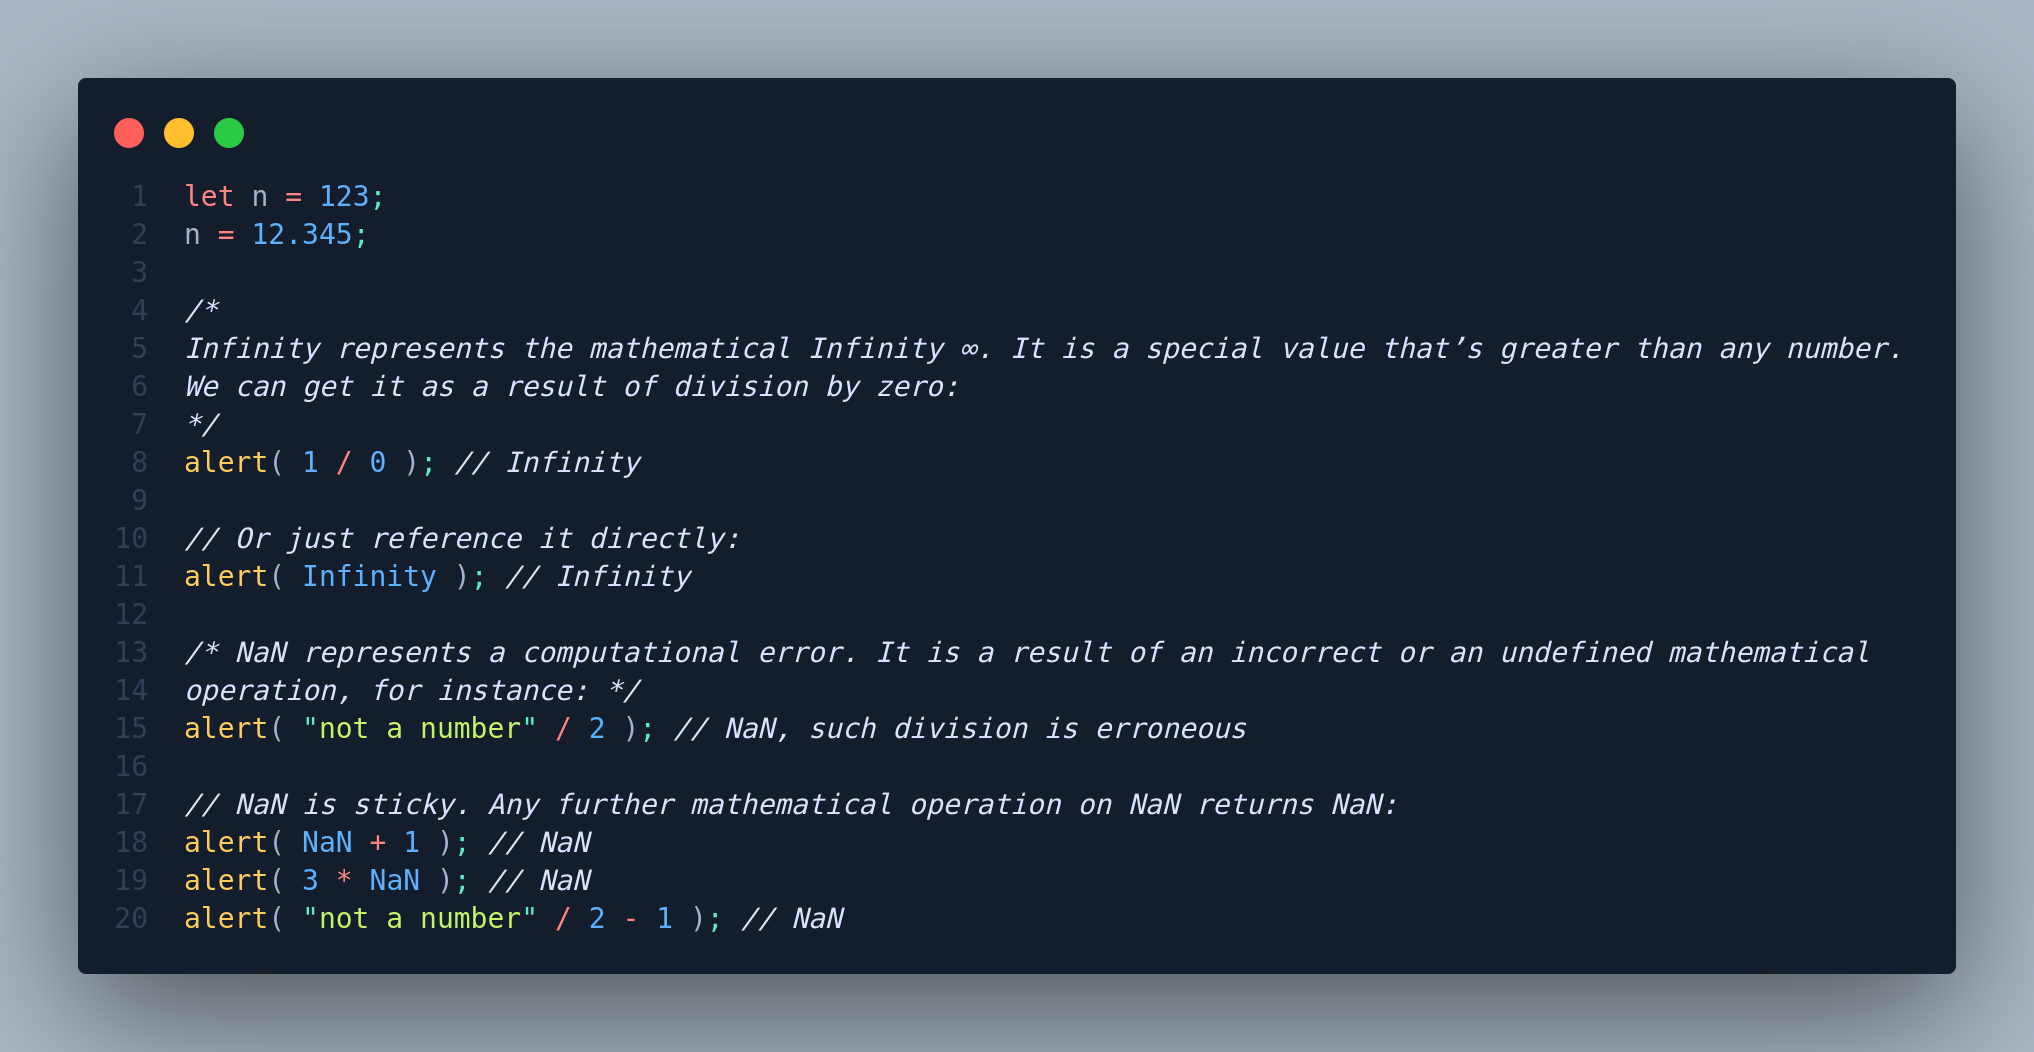 1 let n = 123;
2 n = 12.345;
3
4 /*
5 Infinity represents the mathematical Infinity ∞. It is a special value that’s greater than any number.
6 We can get it as a result of division by zero:
7 */
8 alert( 1 / 0 ); // Infinity
9
10 // Or just reference it directly:
11 alert( Infinity ); // Infinity
12
13 /* NaN represents a computational error. It is a result of an incorrect or an undefined mathematical
14 operation, for instance: */
15 alert( "not a number" / 2 ); // NaN, such division is erroneous
16
17 // NaN is sticky. Any further mathematical operation on NaN returns NaN:
18 alert( NaN + 1 ); // NaN
19 alert( 3 * NaN ); // NaN
20 alert( "not a number" / 2 - 1 ); // NaN